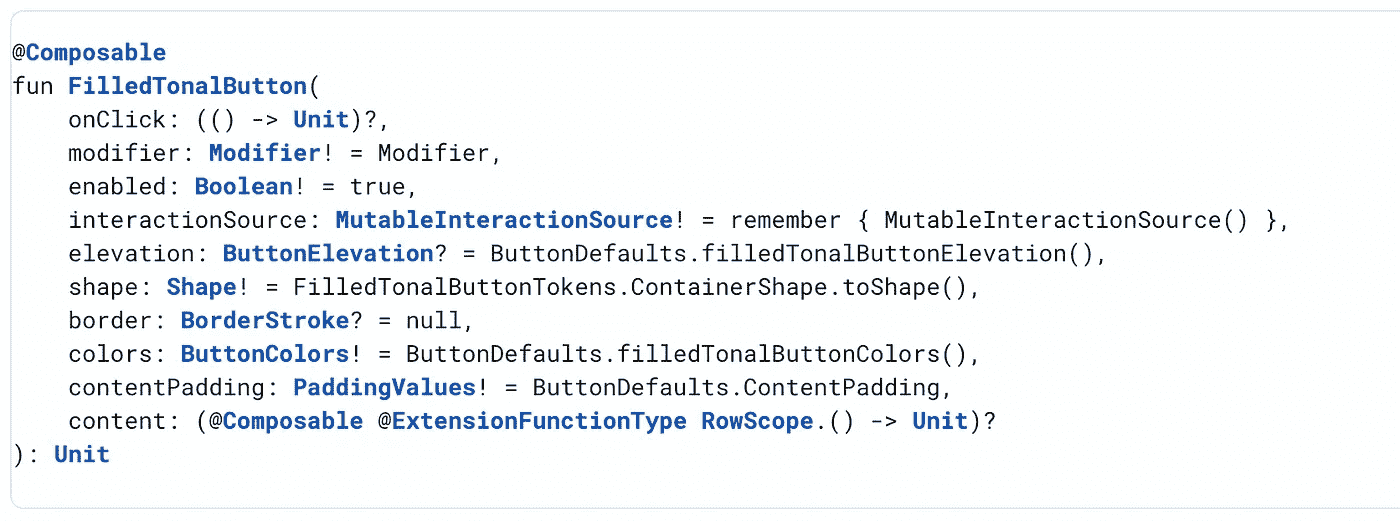 @Composable
fun FilledTonalButton(
    onClick: (() -> Unit)?,
    modifier: Modifier! = Modifier,
    enabled: Boolean! = true,
    interactionSource: MutableInteractionSource! = remember { MutableInteractionSource() },
    elevation: ButtonElevation? = ButtonDefaults.filledTonalButtonElevation(),
    shape: Shape! = FilledTonalButtonTokens.ContainerShape.toShape(),
    border: BorderStroke? = null,
    colors: ButtonColors! = ButtonDefaults.filledTonalButtonColors(),
    contentPadding: PaddingValues! = ButtonDefaults.ContentPadding,
    content: (@Composable @ExtensionFunctionType RowScope.() -> Unit)?
): Unit